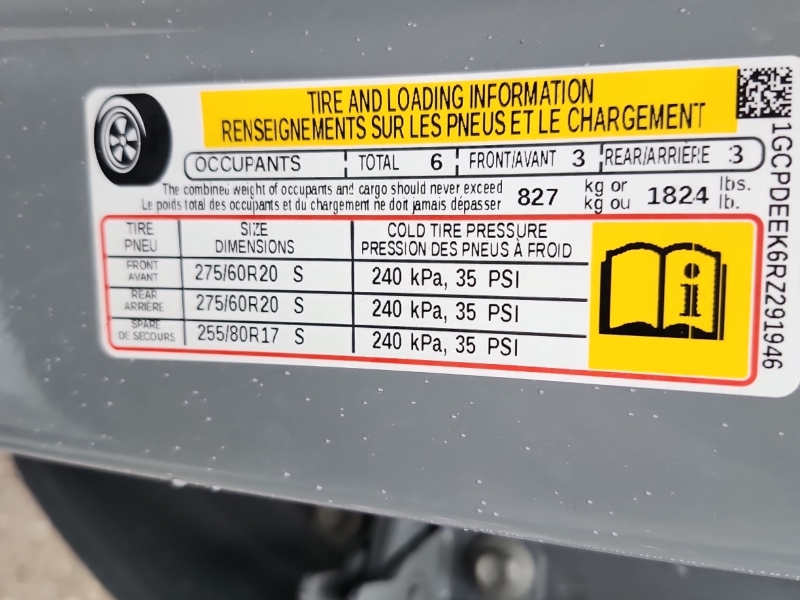 TIRE AND LOADING INFORMATION
RENSEIGNEMENTS SUR LES PNEUS ET LE CHARGEMENT
OCCUPANTS TOTAL 6 FRONT/AVANT 3 REAR/ARRIÈRE 3
The combined weight of occupants and cargo should never exceed 827 kg or 1824 lbs.
Le poids total des occupants et du chargement ne doit jamais dépasser kg ou lb.
TIRE SIZE COLD TIRE PRESSURE
PNEU DIMENSIONS PRESSION DES PNEUS À FROID
FRONT
AVANT 275/60R20 S 240 kPa, 35 PSI
REAR
ARRIÈRE 275/60R20 S 240 kPa, 35 PSI
SPARE
DE SECOURS 255/80R17 S 240 kPa, 35 PSI
i
1GCPDEEK6RZ291946